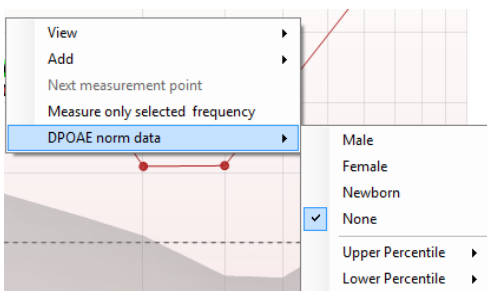 View
Add
Next measurement point
Measure only selected frequency
DPOAE norm data
Male
Female
Newborn
None
Upper Percentile
Lower Percentile